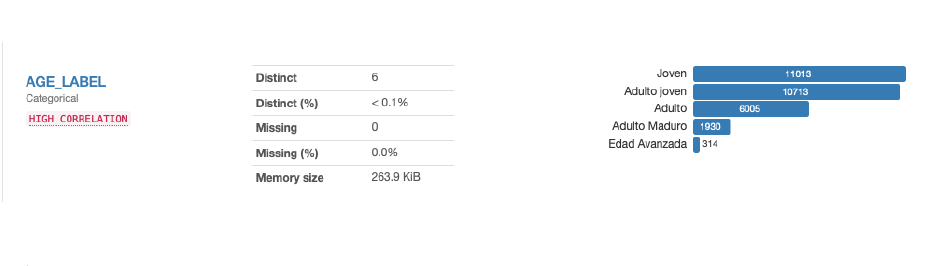 AGE_LABEL
Categorical
HIGH CORRELATION
Distinct 6
Distinct (%) < 0.1%
Missing 0
Missing (%) 0.0%
Memory size 263.9 KiB
Joven 11013
Adulto joven 10713
Adulto 6005
Adulto Maduro 1930
Edad Avanzada 314